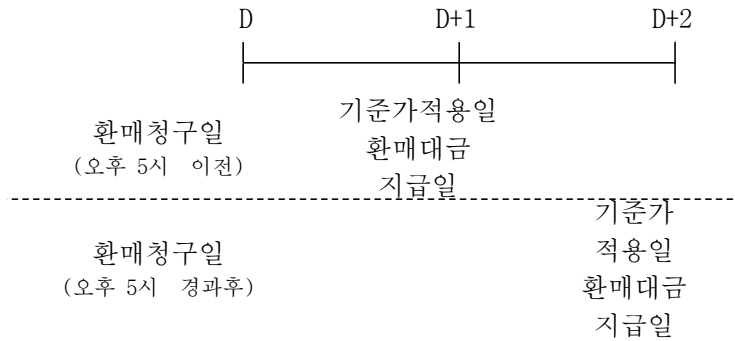 D D+1 D+2
환매청구일
(오후 5시 이전)
기준가적용일
환매대금
지급일
환매청구일
(오후 5시 경과후)
기준가
적용일
환매대금
지급일